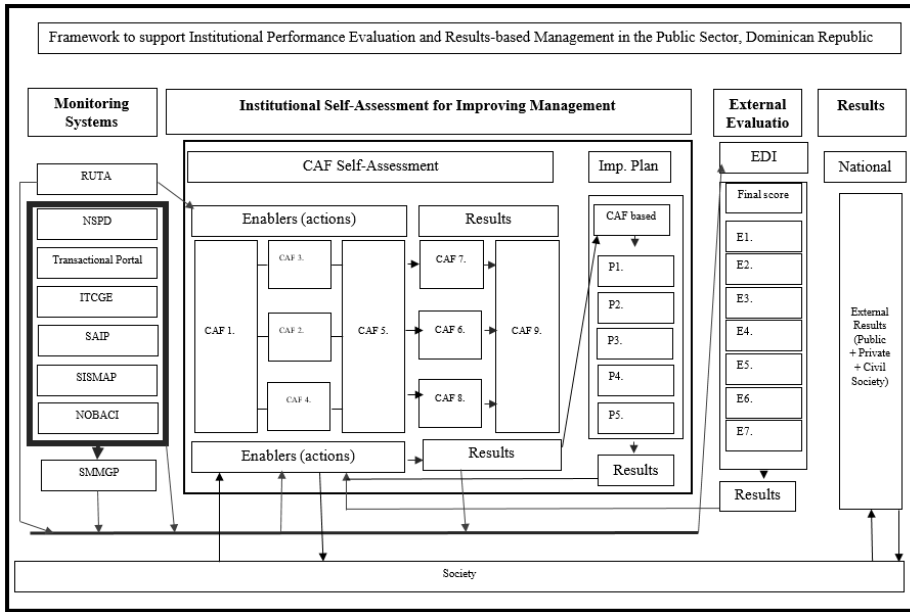 Framework to support Institutional Performance Evaluation and Results-based Management in the Public Sector, Dominican Republic
Monitoring
Systems
Institutional Self-Assessment for Improving Management
External
Evaluatio
Results
CAF Self-Assessment
Imp. Plan
EDI
National
RUTA
NSPD
Transactional Portal
ITCGE
SAIP
SISMAP
NOBACI
SMMGP
Enablers (actions)
Results
CAF 1.
CAF 3.
CAF 2.
CAF 4.
CAF 5.
CAF 7.
CAF 6.
CAF 8.
CAF 9.
Enablers (actions)
Results
CAF based
P1.
P2.
P3.
P4.
P5.
Results
Final score
E1.
E2.
E3.
E4.
E5.
E6.
E7.
Results
External
Results
(Public
+ Private
+ Civil
Society)
Society